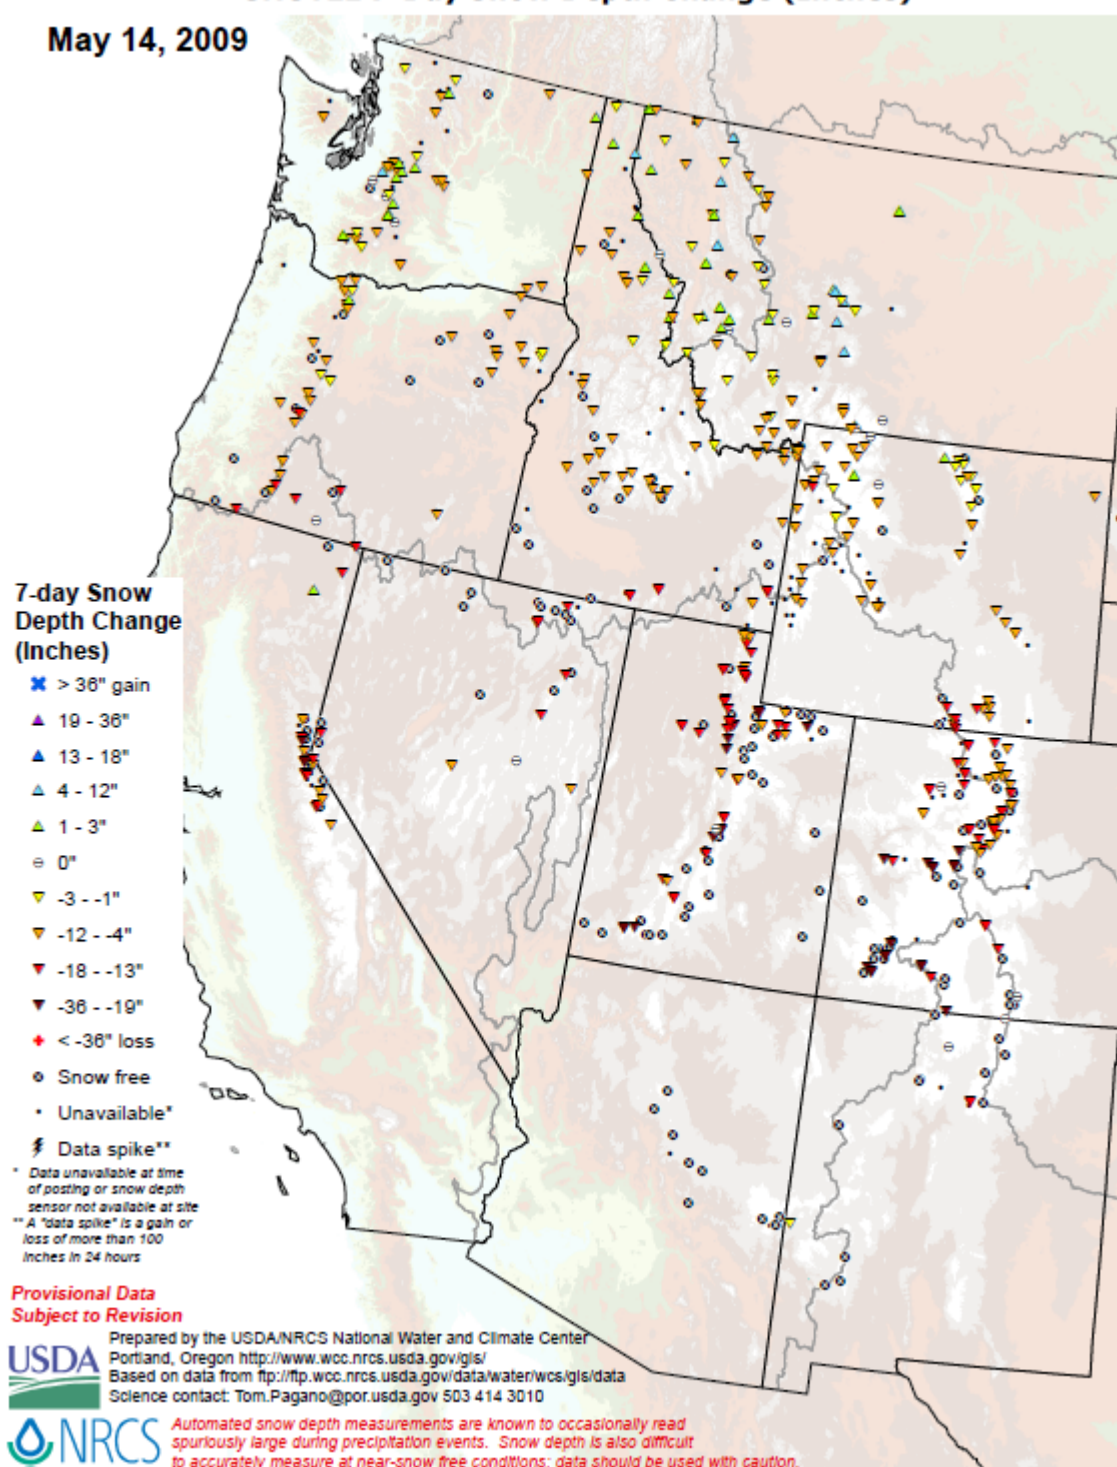 SNOTEL 7-Day Snow Depth Change (Inches)
May 14, 2009
7-day Snow
Depth Change
(Inches)
> 36" gain
19 - 36"
13 - 18"
4 - 12"
1 - 3"
0"
-3 - -1"
-12 - -4"
-18 - -13"
-36 - -19"
< -36" loss
Snow free
Unavailable*
Data spike**
* Data unavailable at time
of posting or snow depth
sensor not available at site
** A "data spike" is a gain or
loss of more than 100
inches in 24 hours
Provisional Data
Subject to Revision
USDA
Prepared by the USDA/NRCS National Water and Climate Center
Portland, Oregon http://www.wcc.nrcs.usda.gov/gis/
Based on data from ftp://ftp.wcc.nrcs.usda.gov/data/water/wcs/gis/data
Science contact: Tom.Pagano@por.usda.gov 503 414 3010
NRCS
Automated snow depth measurements are known to occasionally read
spuriously large during precipitation events. Snow depth is also difficult
to accurately measure at near-snow free conditions; data should be used with caution.